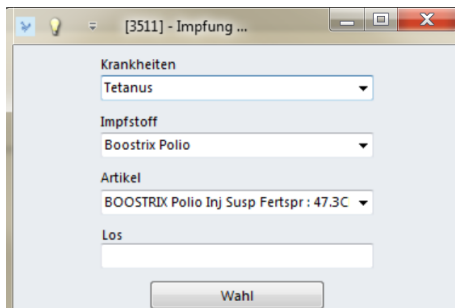 [3511] - Impfung ...
Krankheiten
Tetanus
Impfstoff
Boostrix Polio
Artikel
BOOSTRIX Polio Inj Susp Fertspr : 47.3C
Los
Wahl